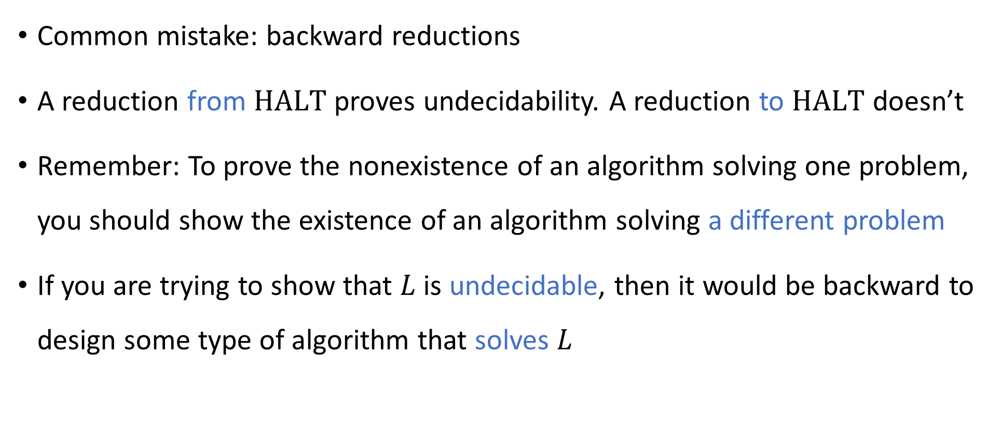 • Common mistake: backward reductions
• A reduction from HALT proves undecidability. A reduction to HALT doesn’t
• Remember: To prove the nonexistence of an algorithm solving one problem,
you should show the existence of an algorithm solving a different problem
• If you are trying to show that L is undecidable, then it would be backward to
design some type of algorithm that solves L